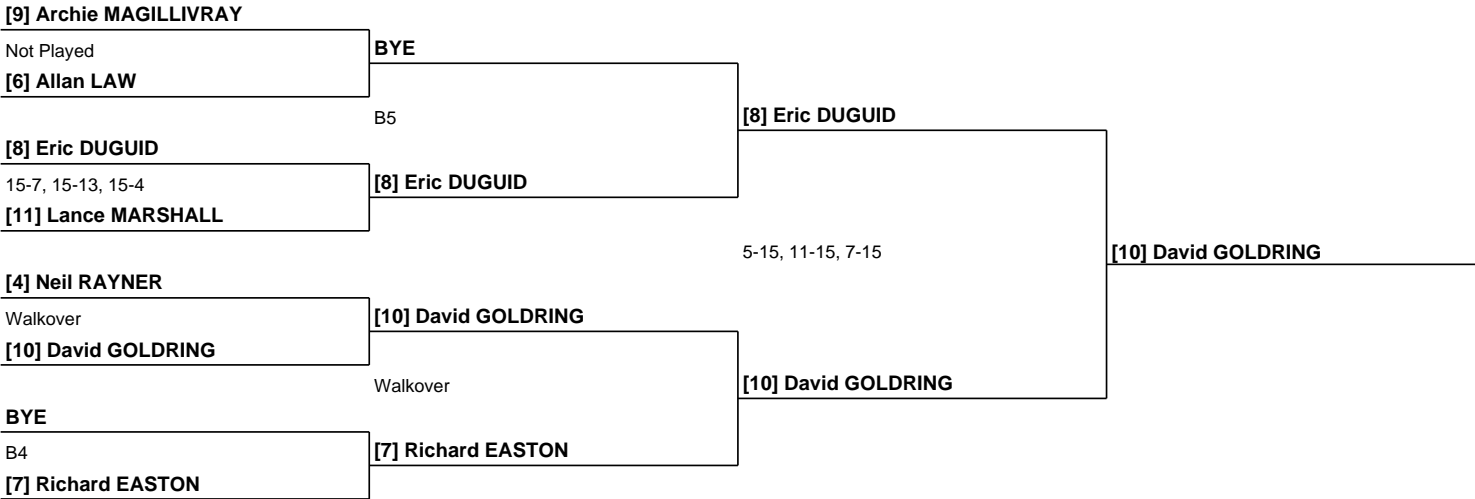 [9] Archie MAGILLIVRAY
Not Played
[6] Allan LAW
BYE
B5
[8] Eric DUGUID
[8] Eric DUGUID
15-7, 15-13, 15-4
[11] Lance MARSHALL
[8] Eric DUGUID
5-15, 11-15, 7-15
[10] David GOLDRING
[4] Neil RAYNER
Walkover
[10] David GOLDRING
[10] David GOLDRING
Walkover
[10] David GOLDRING
BYE
B4
[7] Richard EASTON
[7] Richard EASTON